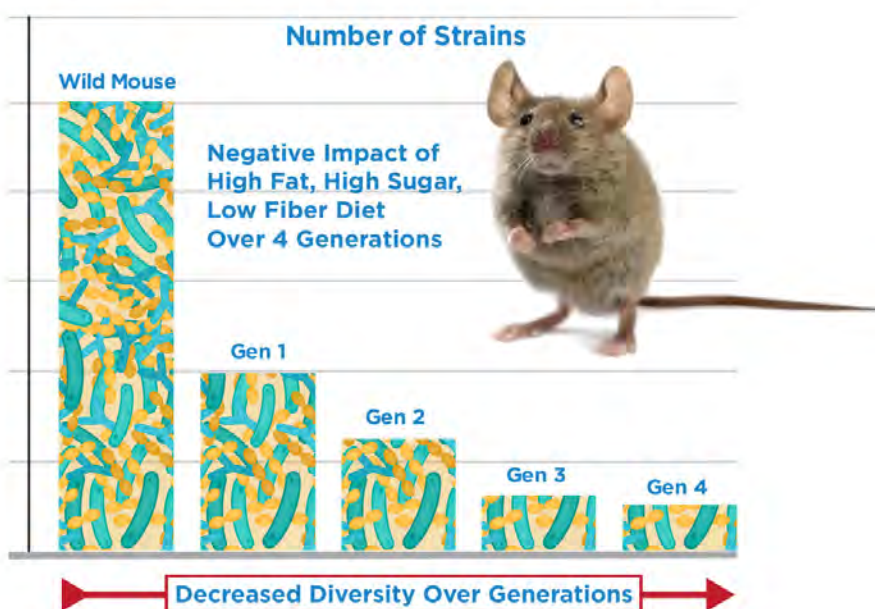 Number of Strains
Wild Mouse
Negative Impact of
High Fat, High Sugar,
Low Fiber Diet
Over 4 Generations
Gen 1
Gen 2
Gen 3
Gen 4
Decreased Diversity Over Generations